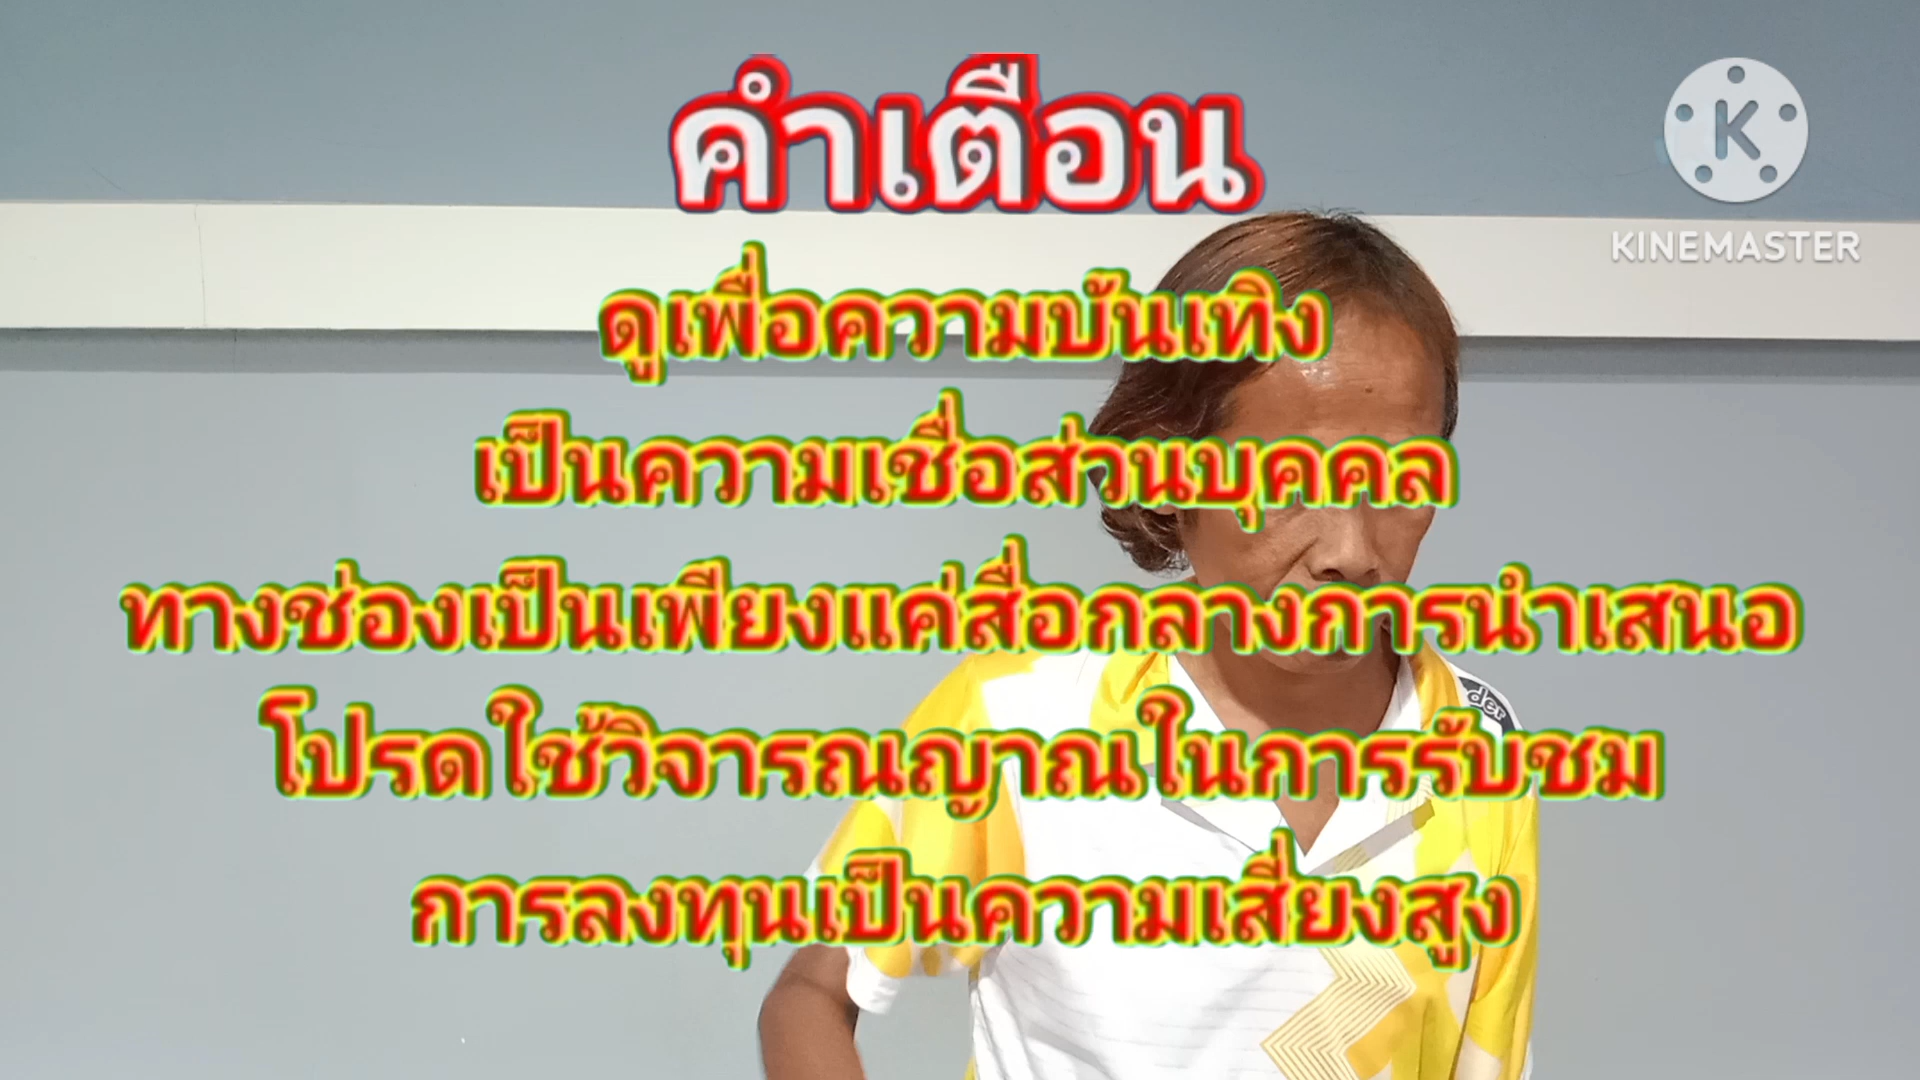 คำเตือน
KINEMASTER
ดูเพื่อความบันเทิง
เป็นความเชื่อส่วนบุคคล
ทางช่องเป็นเพียงแค่สื่อกลางการนำเสนอ
โปรดใช้วิจารณญาณในการรับชม
การลงทุนเป็นความเสี่ยงสูง